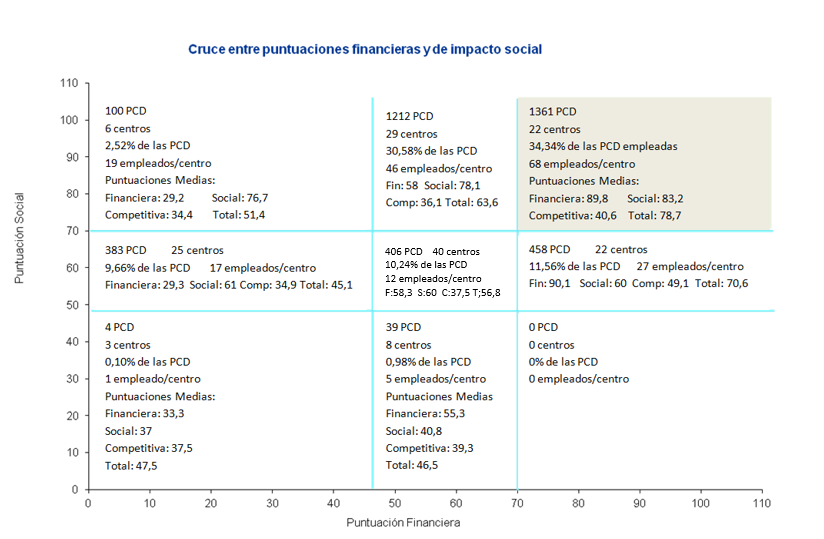 Cruce entre puntuaciones financieras y de impacto social
Puntuación Social
110
100
90
80
70
60
50
40
30
20
10
0
100 PCD
6 centros
2,52% de las PCD
19 empleados/centro
Puntuaciones Medias:
Financiera: 29,2 Social: 76,7
Competitiva: 34,4 Total: 51,4
1212 PCD
29 centros
30,58% de las PCD
46 empleados/centro
Fin: 58 Social: 78,1
Comp: 36,1 Total: 63,6
1361 PCD
22 centros
34,34% de las PCD empleadas
68 empleados/centro
Puntuaciones Medias:
Financiera: 89,8 Social: 83,2
Competitiva: 40,6 Total: 78,7
383 PCD 25 centros
9,66% de las PCD 17 empleados/centro
Financiera: 29,3 Social: 61 Comp: 34,9 Total: 45,1
406 PCD 40 centros
10,24% de las PCD
12 empleados/centro
F:58,3 S:60 C:37,5 T;56,8
458 PCD 22 centros
11,56% de las PCD 27 empleados/centro
Fin: 90,1 Social: 60 Comp: 49,1 Total: 70,6
4 PCD
3 centros
0,10% de las PCD
1 empleado/centro
Puntuaciones Medias:
Financiera: 33,3
Social: 37
Competitiva: 37,5
Total: 47,5
39 PCD
8 centros
0,98% de las PCD
5 empleados/centro
Puntuaciones Medias
Financiera: 55,3
Social: 40,8
Competitiva: 39,3
Total: 46,5
0 PCD
0 centros
0% de las PCD
0 empleados/centro
0 10 20 30 40 50 60 70 80 90 100 110
Puntuación Financiera